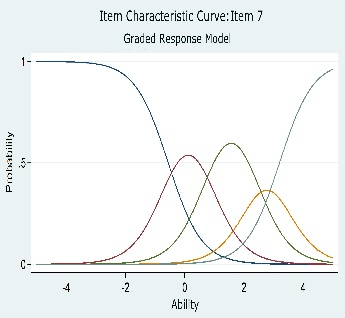 Item Characteristic Curve: Item 7
Graded Response Model
Probability
1
.5
0
-4 -2 0 2 4
Ability